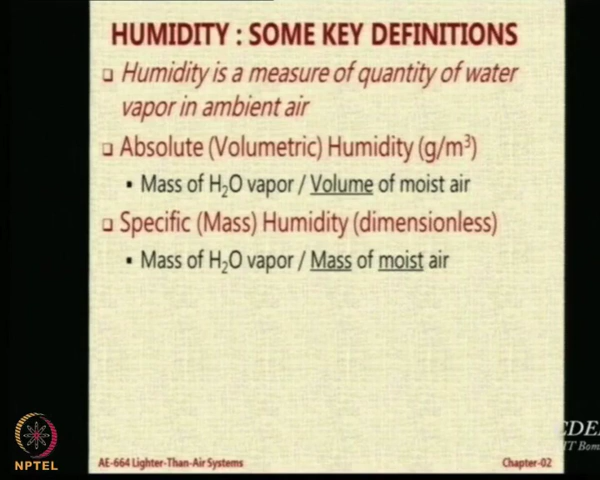 HUMIDITY : SOME KEY DEFINITIONS
❑ Humidity is a measure of quantity of water
vapor in ambient air
❑ Absolute (Volumetric) Humidity (g/m³)
▪ Mass of H₂O vapor / Volume of moist air
❑ Specific (Mass) Humidity (dimensionless)
▪ Mass of H₂O vapor / Mass of moist air
NPTEL
AE-664 Lighter-Than-Air Systems
Chapter-02